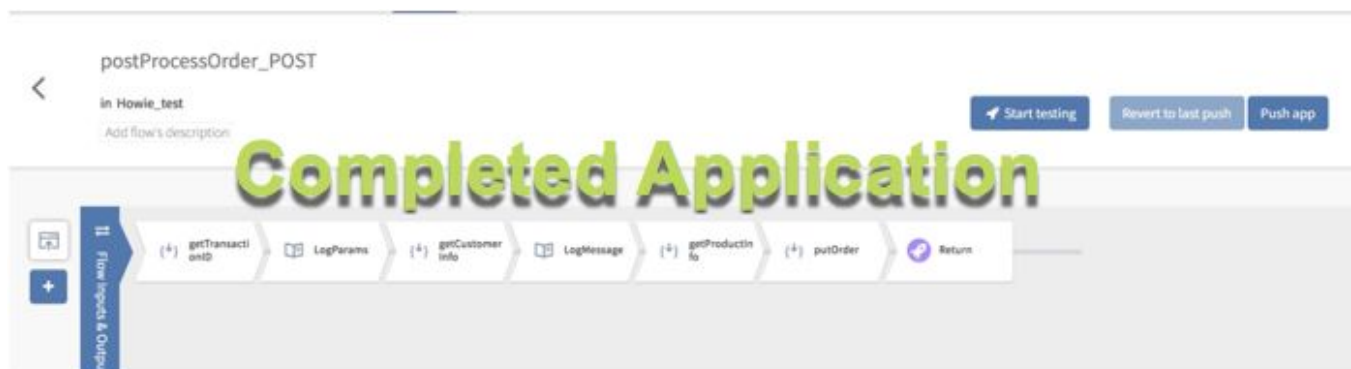 postProcessOrder_POST
in Howie_test
Add flow's description
Start testing
Revert to last push
Push app
Completed Application
Flow Inputs & Outpu
getTransacti
onID
LogParams
getCustomer
Info
LogMessage
getProductIn
fo
putOrder
Return